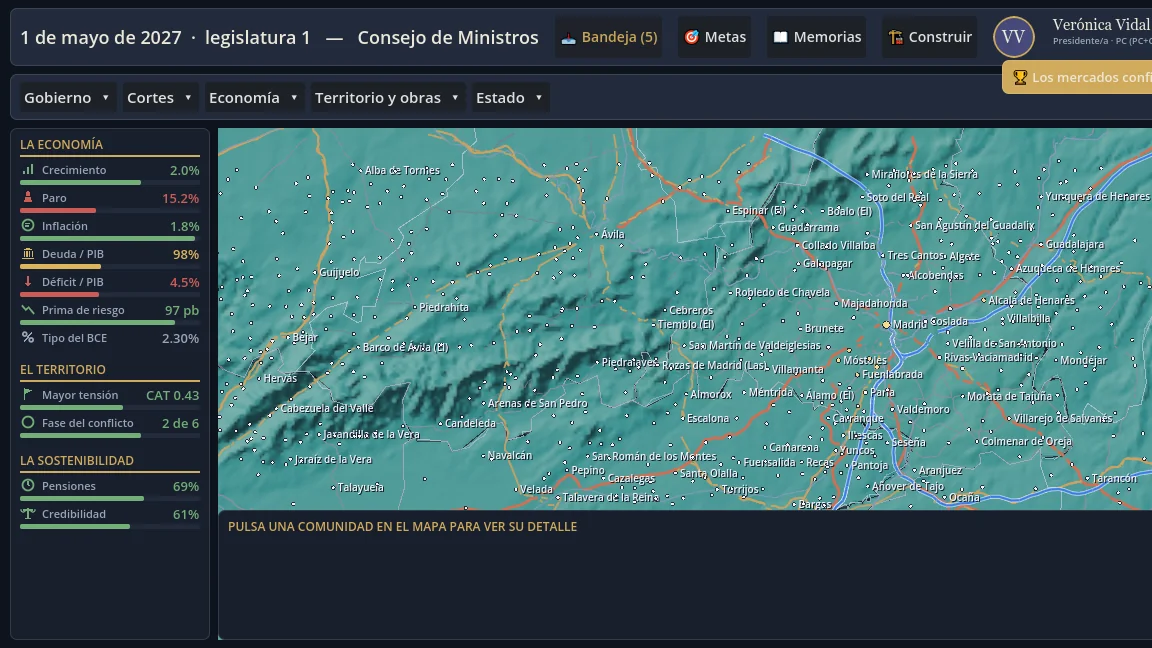 1 de mayo de 2027 · legislatura 1 — Consejo de Ministros
Bandeja (5)
Metas
Memorias
Construir
VV
Verónica Vidal
Presidente/a · PC (PC+C
Los mercados confi
Gobierno ▼
Cortes ▼
Economía ▼
Territorio y obras ▼
Estado ▼
LA ECONOMÍA
Crecimiento 2.0%
Paro 15.2%
Inflación 1.8%
Deuda / PIB 98%
Déficit / PIB 4.5%
Prima de riesgo 97 pb
Tipo del BCE 2.30%
EL TERRITORIO
Mayor tensión CAT 0.43
Fase del conflicto 2 de 6
LA SOSTENIBILIDAD
Pensiones 69%
Credibilidad 61%
Alba de Tormes
Miraflores de la Sierra
Soto del Real
Yunquera de Henares
Espinar (El)
Boalo (El)
Guadarrama
San Agustín del Guadalix
Ávila
Collado Villalba
Guadalajara
Tres Cantos
Algete
Galapagar
Guijuelo
Azuqueca de Henares
Alcobendas
Robledo de Chavela
Alcalá de Henares
Piedrahita
Majadahonda
Cebreros
Villalbilla
Tiemblo (El)
Brunete
Madrid
Coslada
Béjar
Barco de Ávila (El)
San Martín de Valdeiglesias
Velilla de San Antonio
Rivas-Vaciamadrid
Mondéjar
Piedralaves
Rozas de Madrid (Las)
Villamanta
Móstoles
Fuenlabrada
Hervás
Almorox
Méntrida
Álamo (El)
Parla
Morata de Tajuña
Cabezuela del Valle
Arenas de San Pedro
Valdemoro
Escalona
Carranque
Villarejo de Salvanés
Candeleda
Jarandilla de la Vera
Illescas
Seseña
Colmenar de Oreja
Camarena
Yuncos
Navalcán
San Román de los Montes
Jaraíz de la Vera
Fuensalida
Recas
Pantoja
Pepino
Cazalegas
Santa Olalla
Aranjuez
Tarancón
Talayuela
Velada
Torrijos
Añover de Tajo
Talavera de la Reina
Ocaña
Bargas
PULSA UNA COMUNIDAD EN EL MAPA PARA VER SU DETALLE